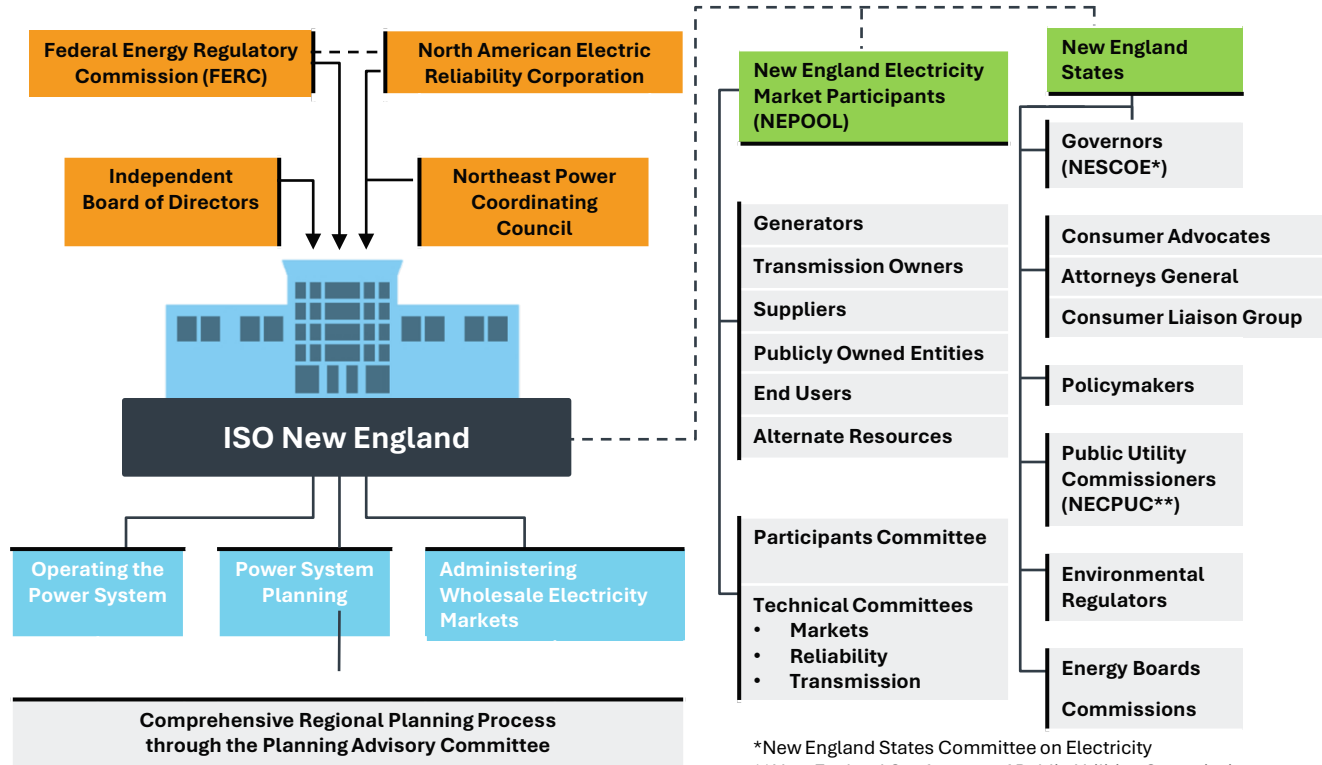 Federal Energy Regulatory
Commission (FERC)
North American Electric
Reliability Corporation
Independent
Board of Directors
Northeast Power
Coordinating
Council
ISO New England
Operating the
Power System
Power System
Planning
Administering
Wholesale Electricity
Markets
Comprehensive Regional Planning Process
through the Planning Advisory Committee
New England Electricity
Market Participants
(NEPOOL)
Generators
Transmission Owners
Suppliers
Publicly Owned Entities
End Users
Alternate Resources
Participants Committee
Technical Committees
• Markets
• Reliability
• Transmission
New England
States
Governors
(NESCOE*)
Consumer Advocates
Attorneys General
Consumer Liaison Group
Policymakers
Public Utility
Commissioners
(NECPUC**)
Environmental
Regulators
Energy Boards
Commissions
*New England States Committee on Electricity